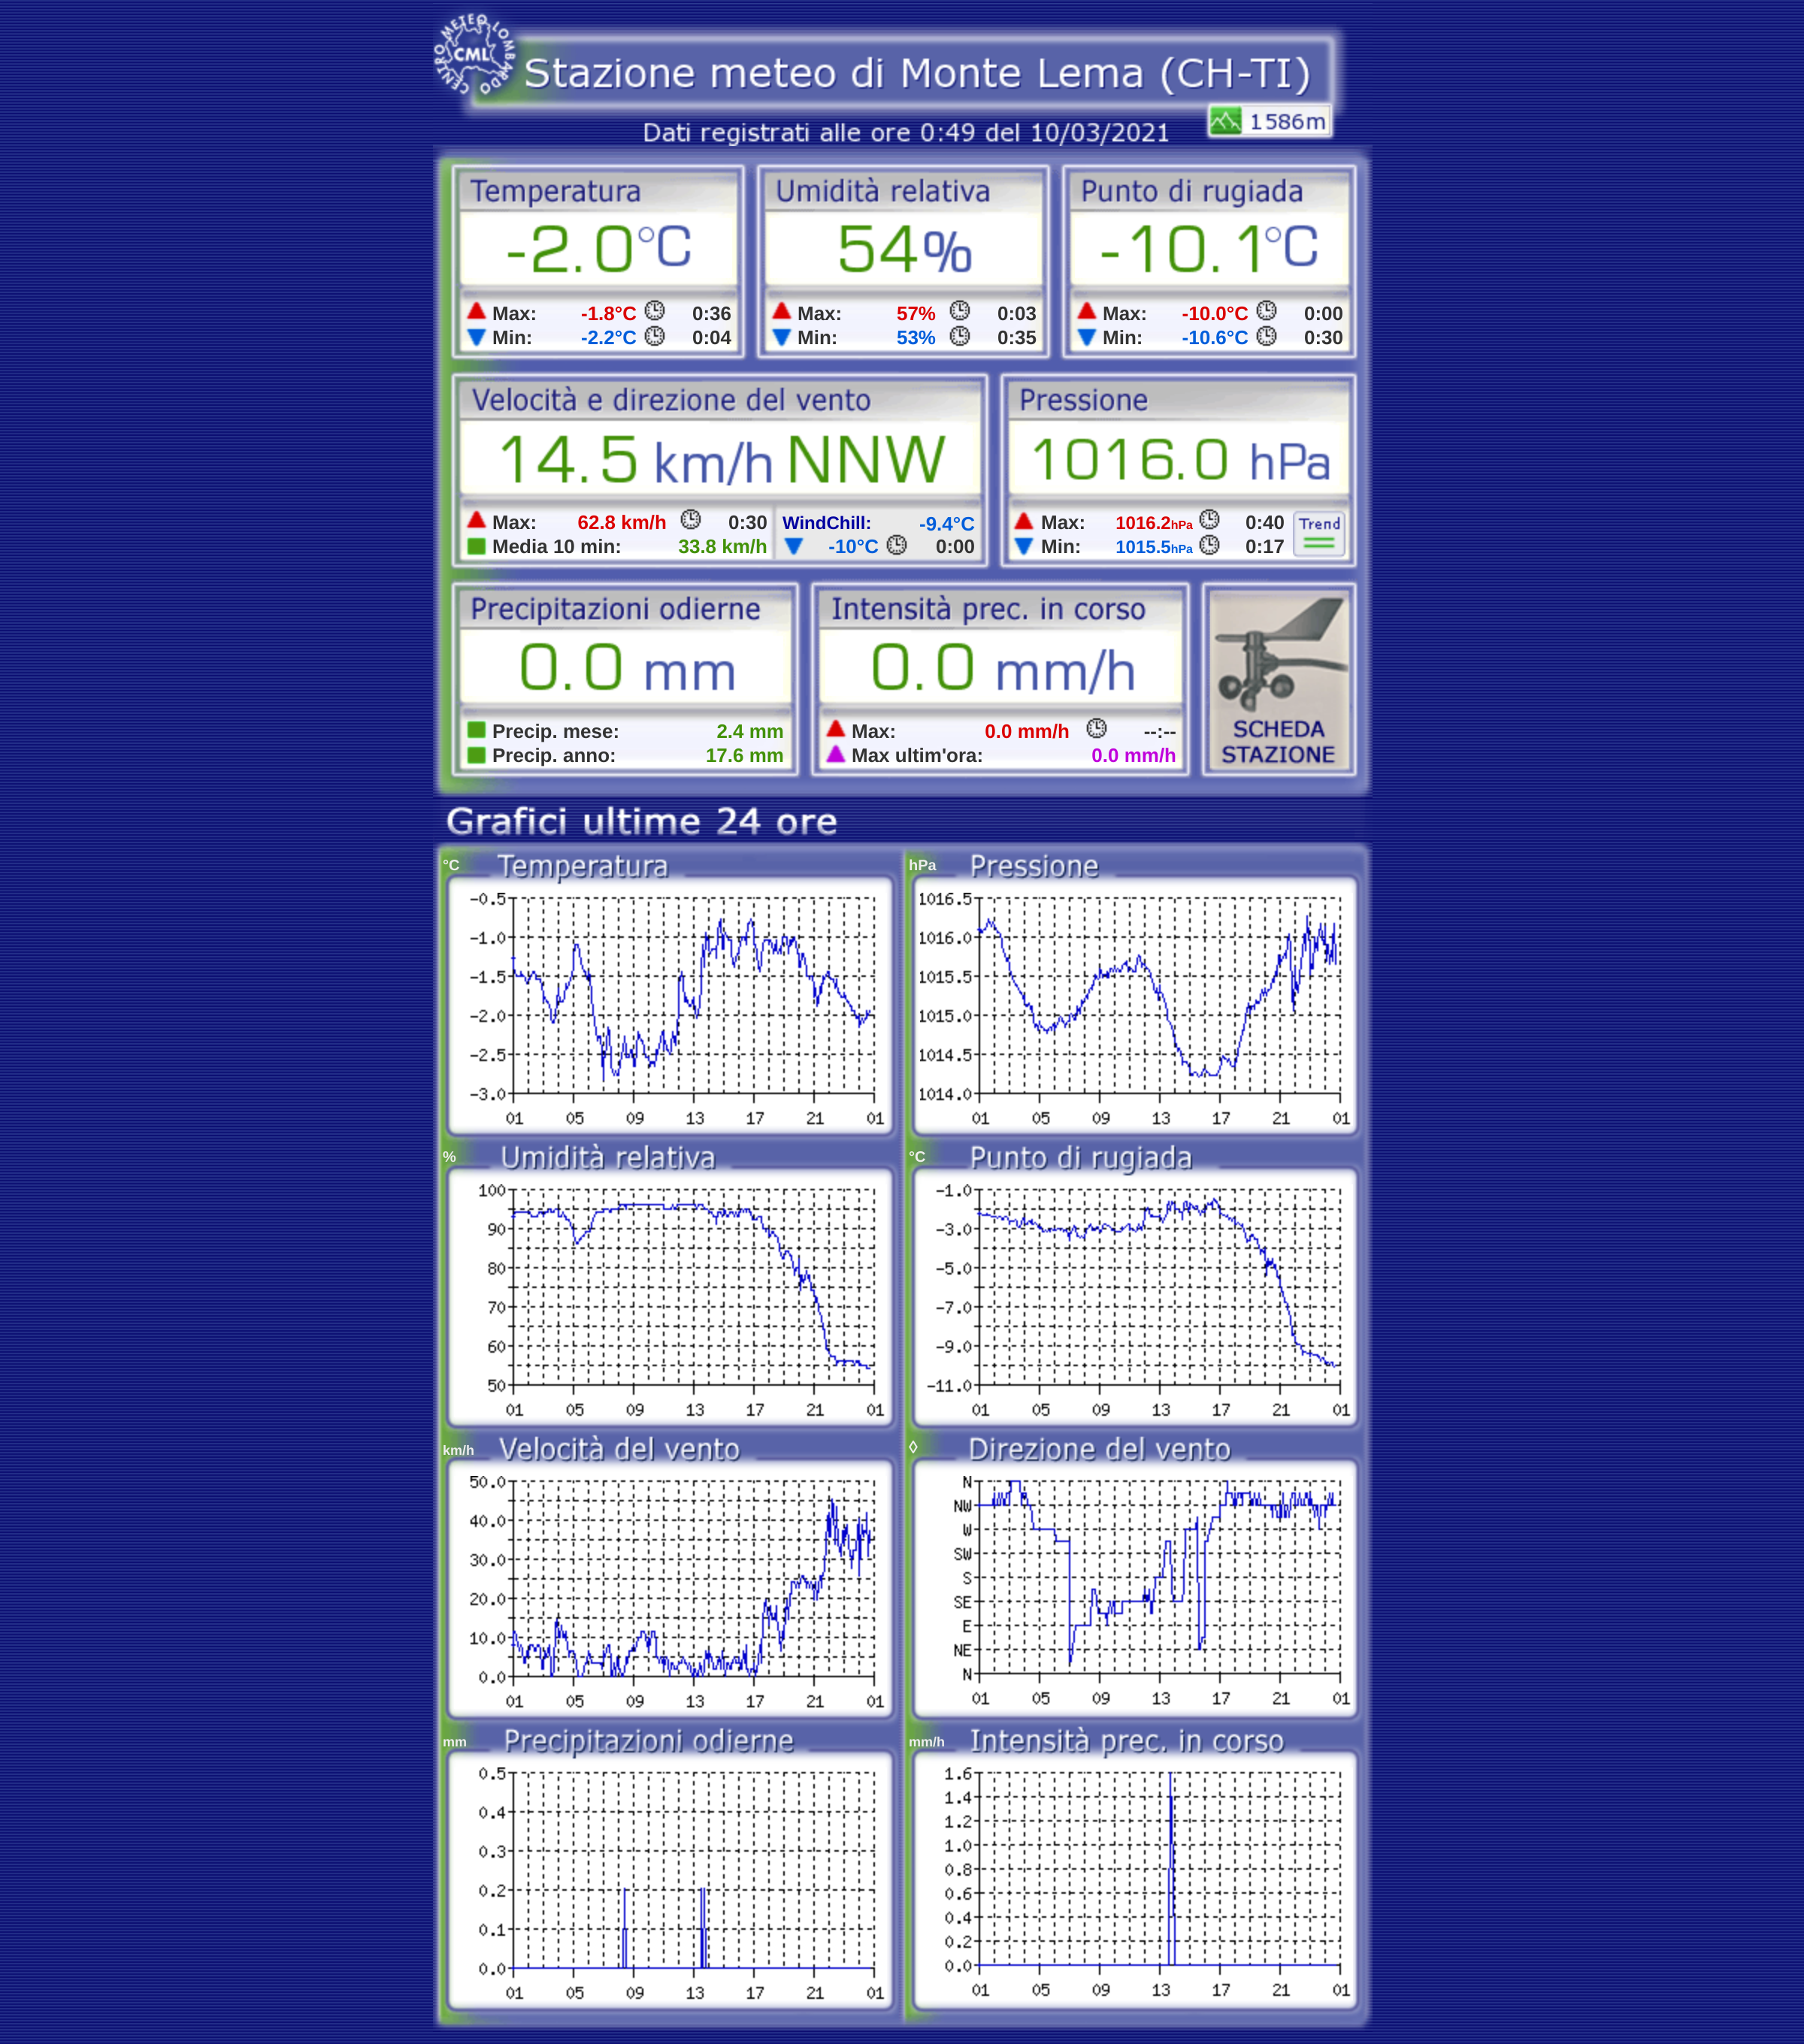 CENTRO METEO LOMBARDO
CML
Stazione meteo di Monte Lema (CH-TI)
1586m
Dati registrati alle ore 0:49 del 10/03/2021
Temperatura
-2.0°C
Max: -1.8°C 0:36
Min: -2.2°C 0:04
Umidità relativa
54%
Max: 57% 0:03
Min: 53% 0:35
Punto di rugiada
-10.1°C
Max: -10.0°C 0:00
Min: -10.6°C 0:30
Velocità e direzione del vento
14.5 km/h NNW
Max: 62.8 km/h 0:30
Media 10 min: 33.8 km/h
WindChill: -9.4°C
-10°C 0:00
Pressione
1016.0 hPa
Max: 1016.2hPa 0:40
Min: 1015.5hPa 0:17
Trend
Precipitazioni odierne
0.0 mm
Precip. mese: 2.4 mm
Precip. anno: 17.6 mm
Intensità prec. in corso
0.0 mm/h
Max: 0.0 mm/h --:--
Max ultim'ora: 0.0 mm/h
SCHEDA
STAZIONE
Grafici ultime 24 ore
°C Temperatura
-0.5
-1.0
-1.5
-2.0
-2.5
-3.0
01 05 09 13 17 21 01
hPa Pressione
1016.5
1016.0
1015.5
1015.0
1014.5
1014.0
01 05 09 13 17 21 01
% Umidità relativa
100
90
80
70
60
50
01 05 09 13 17 21 01
°C Punto di rugiada
-1.0
-3.0
-5.0
-7.0
-9.0
-11.0
01 05 09 13 17 21 01
km/h Velocità del vento
50.0
40.0
30.0
20.0
10.0
0.0
01 05 09 13 17 21 01
◊ Direzione del vento
N
NW
W
SW
S
SE
E
NE
N
01 05 09 13 17 21 01
mm Precipitazioni odierne
0.5
0.4
0.3
0.2
0.1
0.0
01 05 09 13 17 21 01
mm/h Intensità prec. in corso
1.6
1.4
1.2
1.0
0.8
0.6
0.4
0.2
0.0
01 05 09 13 17 21 01